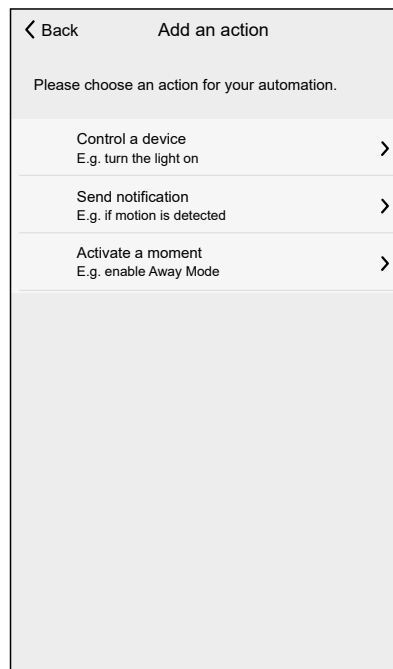 Back
Add an action
Please choose an action for your automation.
Control a device
E.g. turn the light on
Send notification
E.g. if motion is detected
Activate a moment
E.g. enable Away Mode